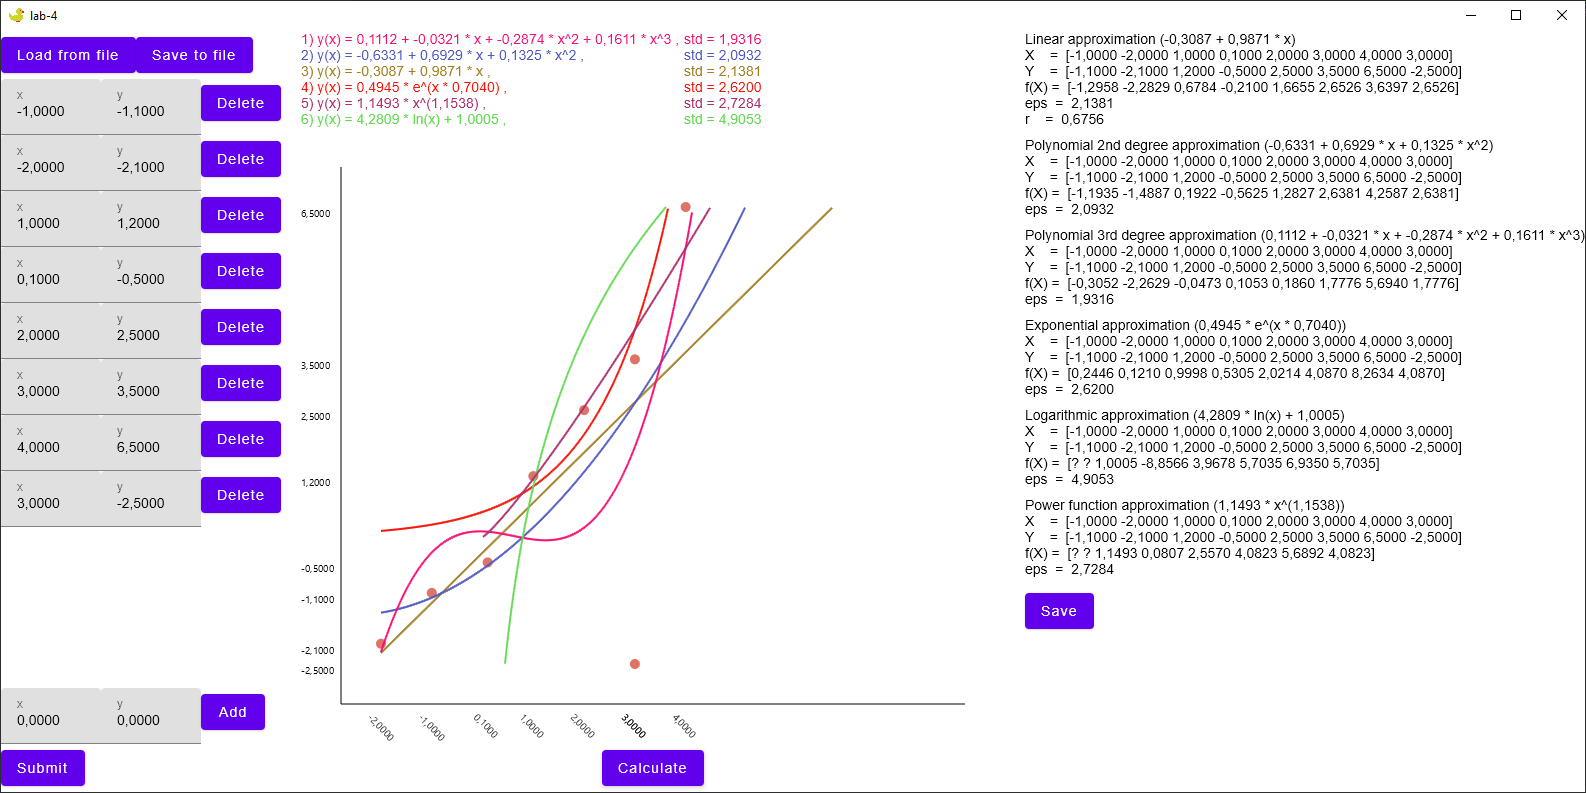 lab-4
Load from file
Save to file
x y
-1,0000 -1,1000
Delete
x y
-2,0000 -2,1000
Delete
x y
1,0000 1,2000
Delete
x y
0,1000 -0,5000
Delete
x y
2,0000 2,5000
Delete
x y
3,0000 3,5000
Delete
x y
4,0000 6,5000
Delete
x y
3,0000 -2,5000
Delete
x y
0,0000 0,0000
Add
Submit
1) y(x) = 0,1112 + -0,0321 * x + -0,2874 * x^2 + 0,1611 * x^3 , std = 1,9316
2) y(x) = -0,6331 + 0,6929 * x + 0,1325 * x^2 , std = 2,0932
3) y(x) = -0,3087 + 0,9871 * x , std = 2,1381
4) y(x) = 0,4945 * e^(x * 0,7040) , std = 2,6200
5) y(x) = 1,1493 * x^(1,1538) , std = 2,7284
6) y(x) = 4,2809 * ln(x) + 1,0005 , std = 4,9053
6,5000
3,5000
2,5000
1,2000
-0,5000
-1,1000
-2,1000
-2,5000
-2,0000 -1,0000 0,1000 1,0000 2,0000 3,0000 4,0000
Calculate
Linear approximation (-0,3087 + 0,9871 * x)
X = [-1,0000 -2,0000 1,0000 0,1000 2,0000 3,0000 4,0000 3,0000]
Y = [-1,1000 -2,1000 1,2000 -0,5000 2,5000 3,5000 6,5000 -2,5000]
f(X) = [-1,2958 -2,2829 0,6784 -0,2100 1,6655 2,6526 3,6397 2,6526]
eps = 2,1381
r = 0,6756
Polynomial 2nd degree approximation (-0,6331 + 0,6929 * x + 0,1325 * x^2)
X = [-1,0000 -2,0000 1,0000 0,1000 2,0000 3,0000 4,0000 3,0000]
Y = [-1,1000 -2,1000 1,2000 -0,5000 2,5000 3,5000 6,5000 -2,5000]
f(X) = [-1,1935 -1,4887 0,1922 -0,5625 1,2827 2,6381 4,2587 2,6381]
eps = 2,0932
Polynomial 3rd degree approximation (0,1112 + -0,0321 * x + -0,2874 * x^2 + 0,1611 * x^3)
X = [-1,0000 -2,0000 1,0000 0,1000 2,0000 3,0000 4,0000 3,0000]
Y = [-1,1000 -2,1000 1,2000 -0,5000 2,5000 3,5000 6,5000 -2,5000]
f(X) = [-0,3052 -2,2629 -0,0473 0,1053 0,1860 1,7776 5,6940 1,7776]
eps = 1,9316
Exponential approximation (0,4945 * e^(x * 0,7040))
X = [-1,0000 -2,0000 1,0000 0,1000 2,0000 3,0000 4,0000 3,0000]
Y = [-1,1000 -2,1000 1,2000 -0,5000 2,5000 3,5000 6,5000 -2,5000]
f(X) = [0,2446 0,1210 0,9998 0,5305 2,0214 4,0870 8,2634 4,0870]
eps = 2,6200
Logarithmic approximation (4,2809 * ln(x) + 1,0005)
X = [-1,0000 -2,0000 1,0000 0,1000 2,0000 3,0000 4,0000 3,0000]
Y = [-1,1000 -2,1000 1,2000 -0,5000 2,5000 3,5000 6,5000 -2,5000]
f(X) = [? ? 1,0005 -8,8566 3,9678 5,7035 6,9350 5,7035]
eps = 4,9053
Power function approximation (1,1493 * x^(1,1538))
X = [-1,0000 -2,0000 1,0000 0,1000 2,0000 3,0000 4,0000 3,0000]
Y = [-1,1000 -2,1000 1,2000 -0,5000 2,5000 3,5000 6,5000 -2,5000]
f(X) = [? ? 1,1493 0,0807 2,5570 4,0823 5,6892 4,0823]
eps = 2,7284
Save